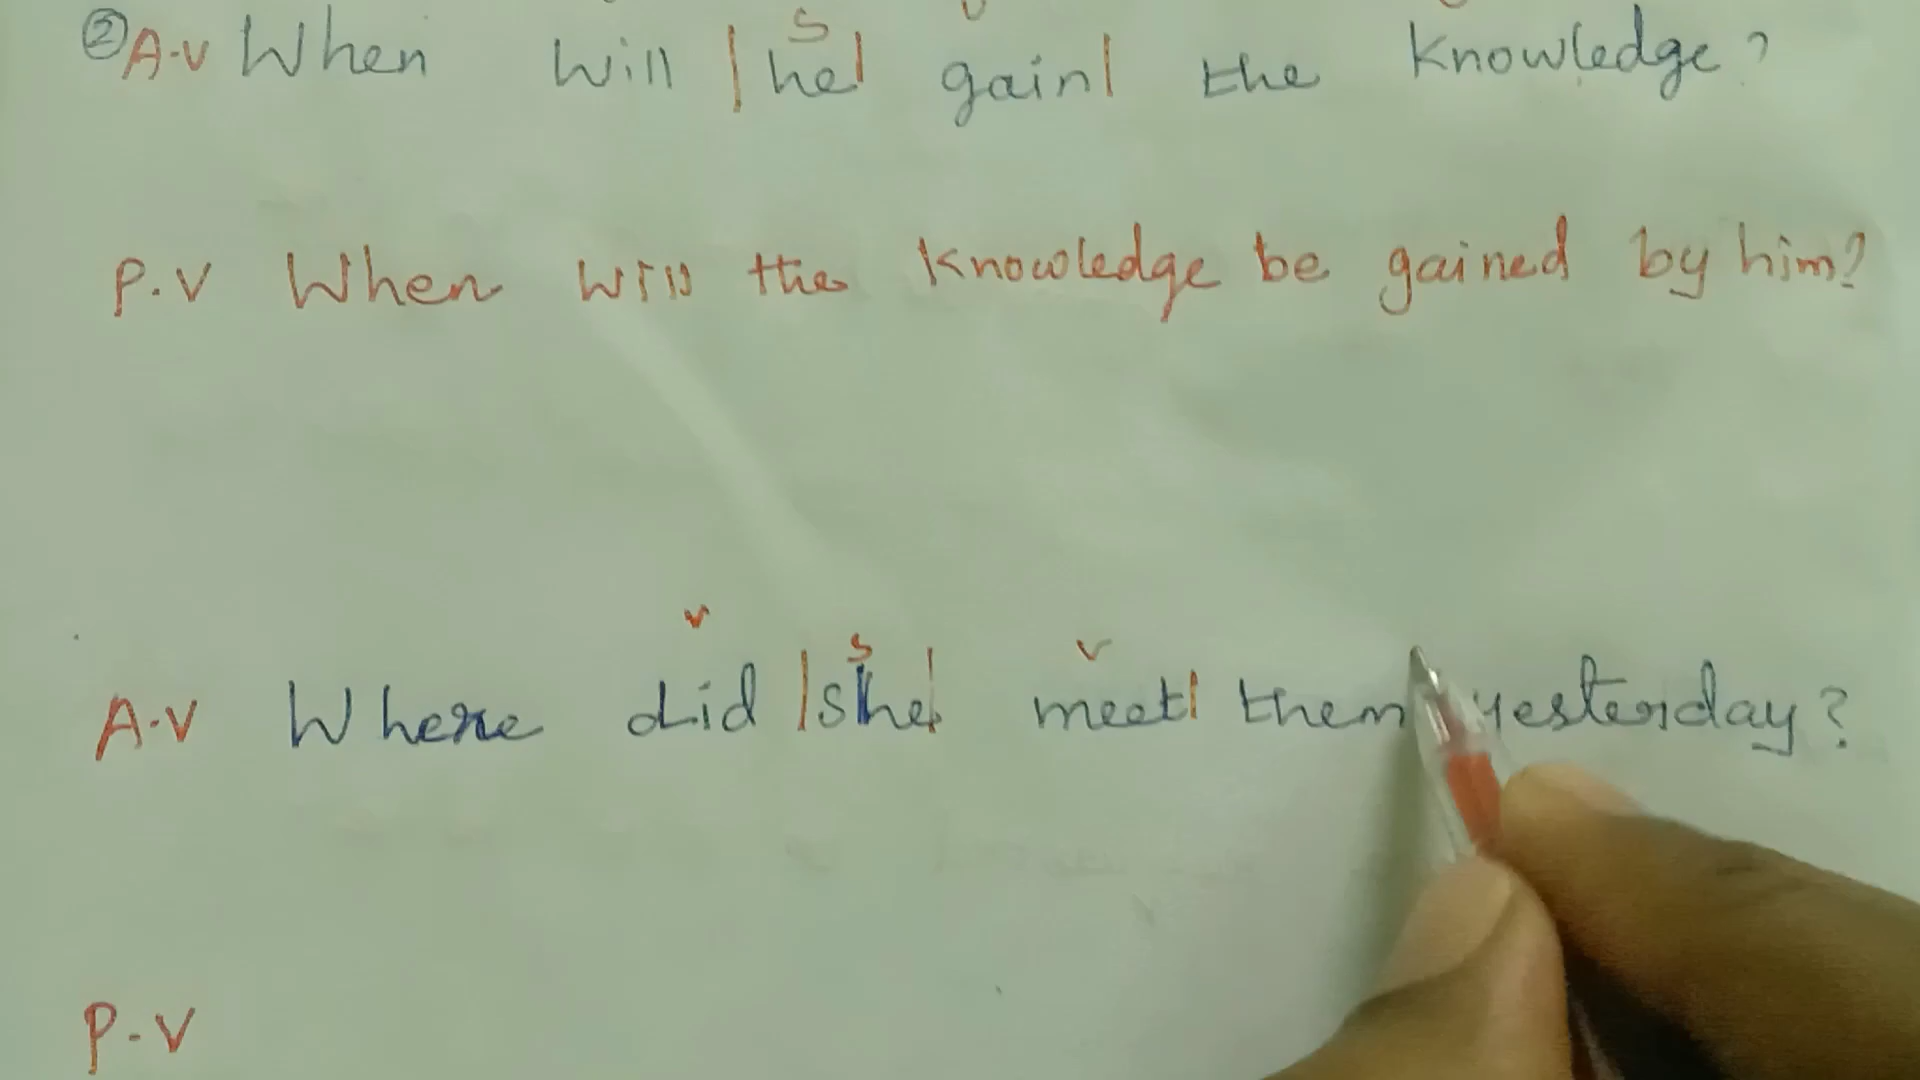 ② A.V When will | he | gain | the knowledge?
P.V When will the knowledge be gained by him?
A.V Where did | she | meet | them yesterday?
P.V